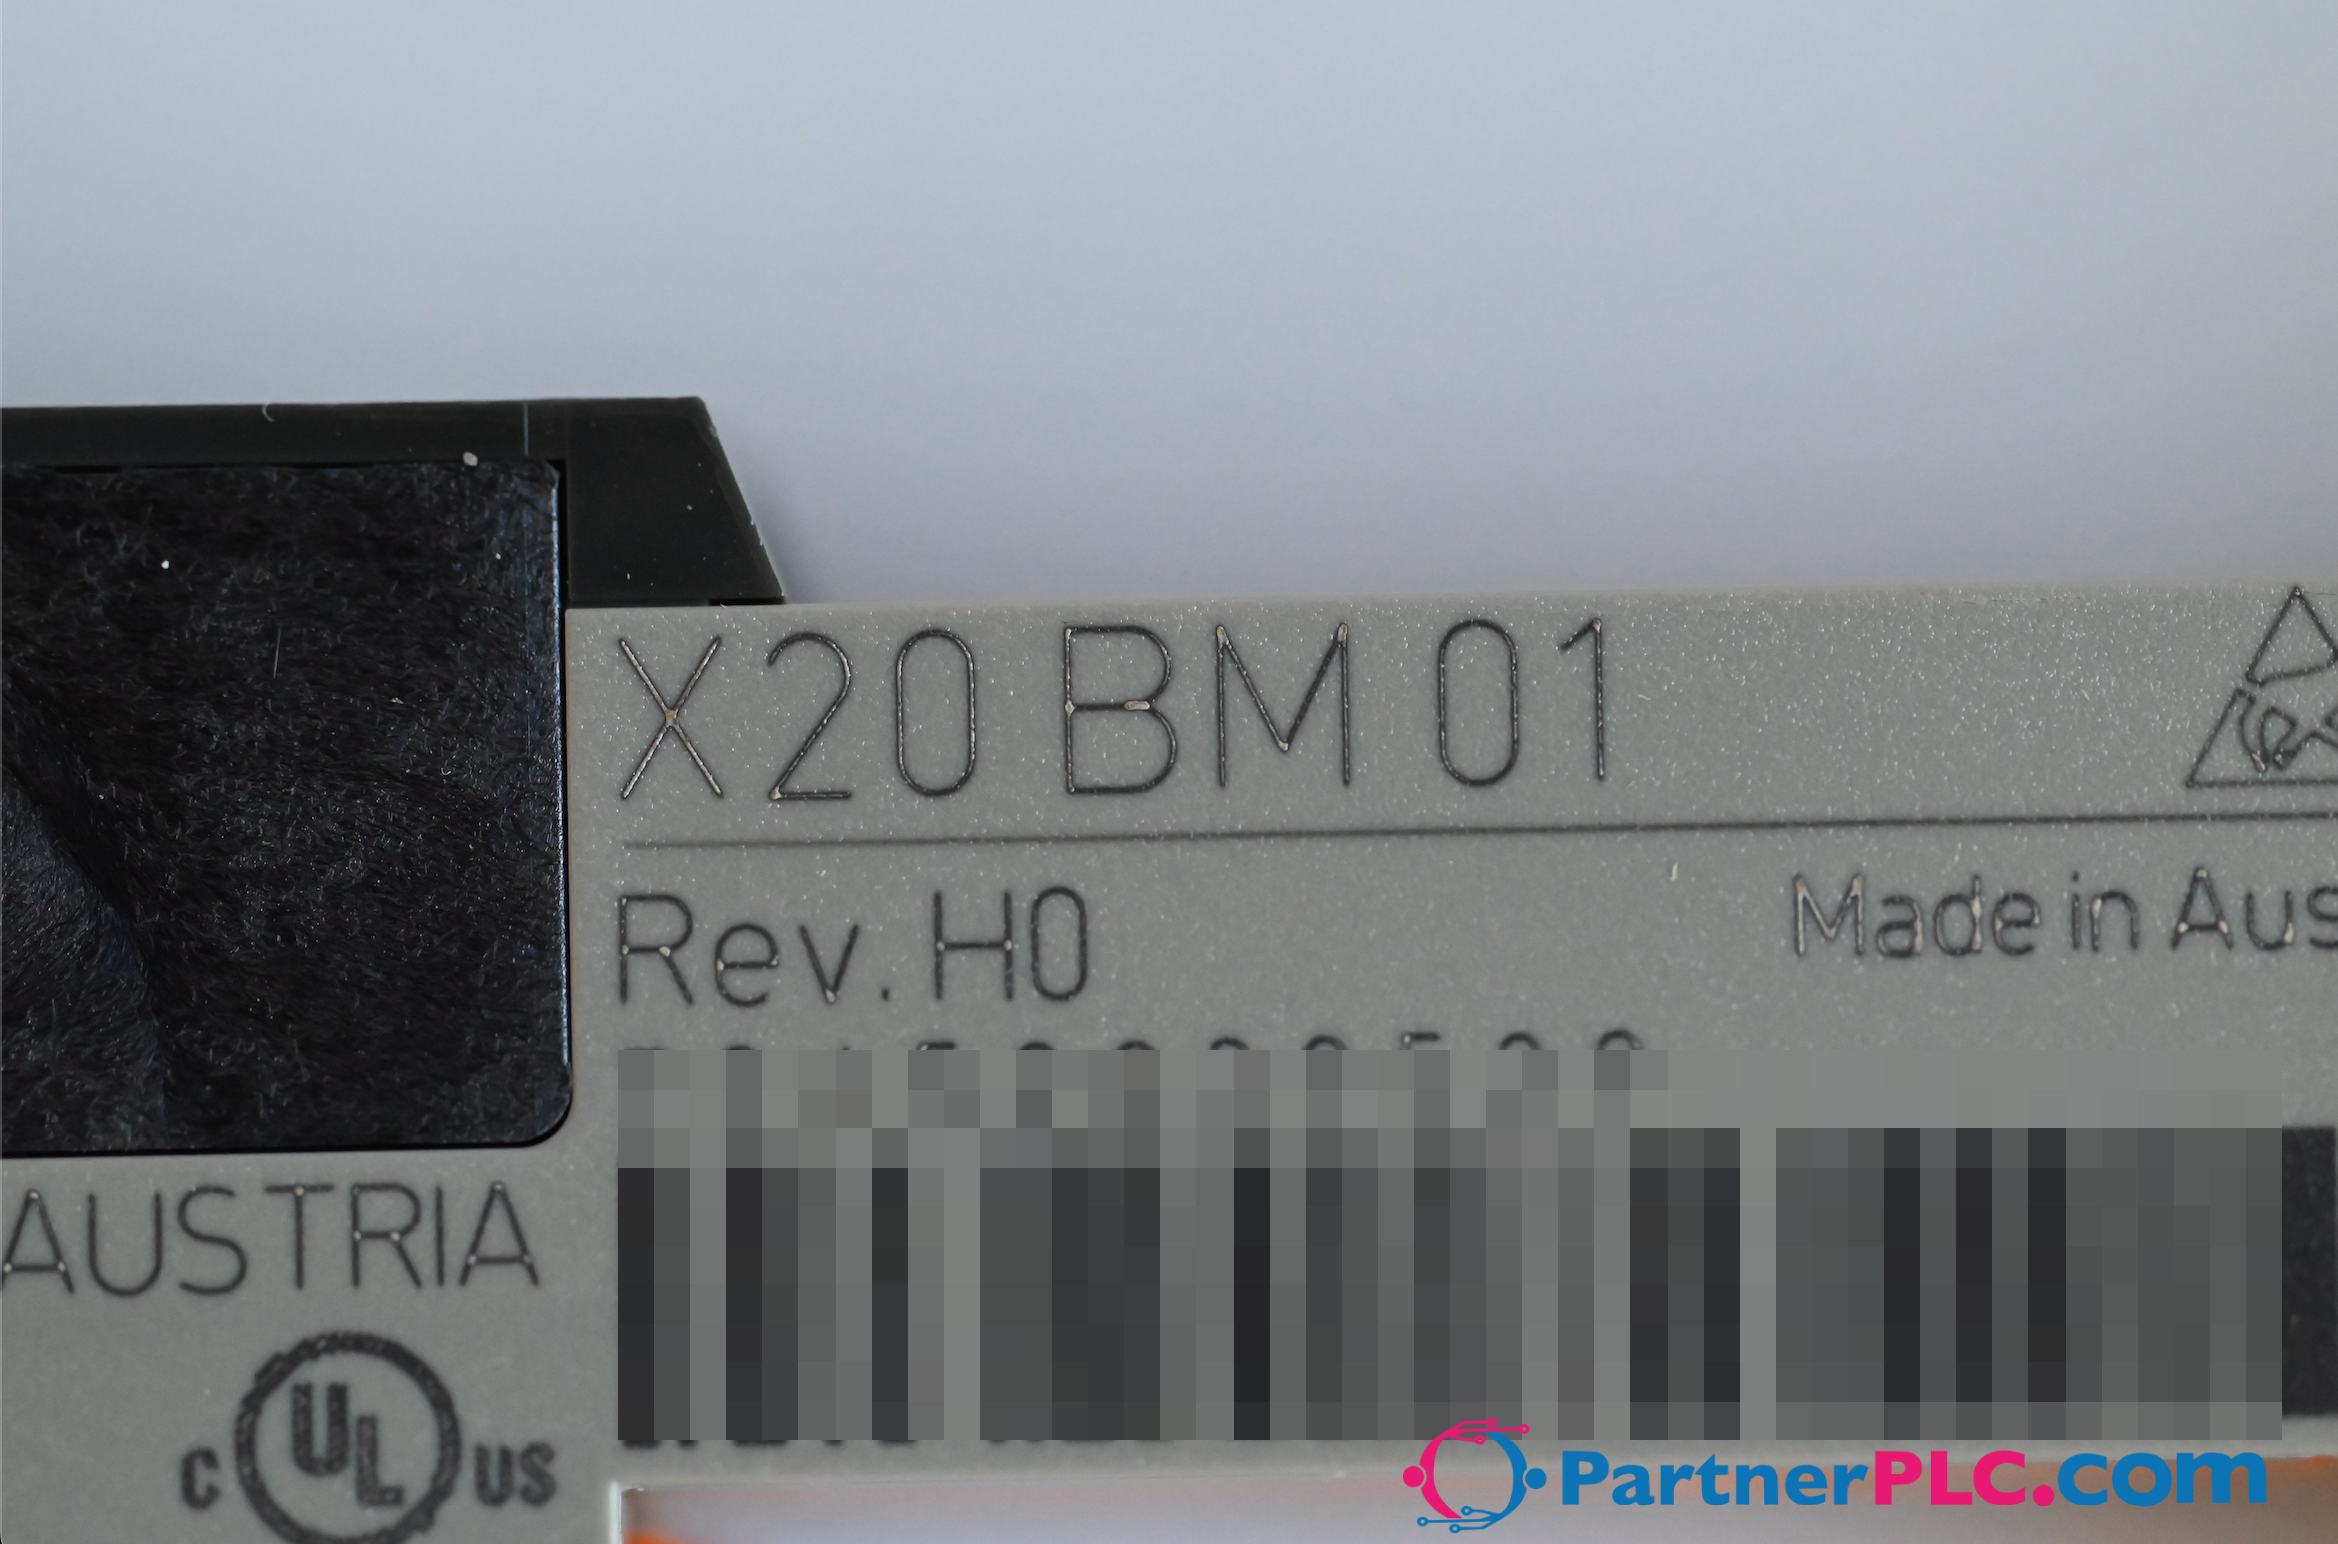 X20 BM 01
Rev. H0
Made in Aus
AUSTRIA
C UL US
PartnerPLC.com